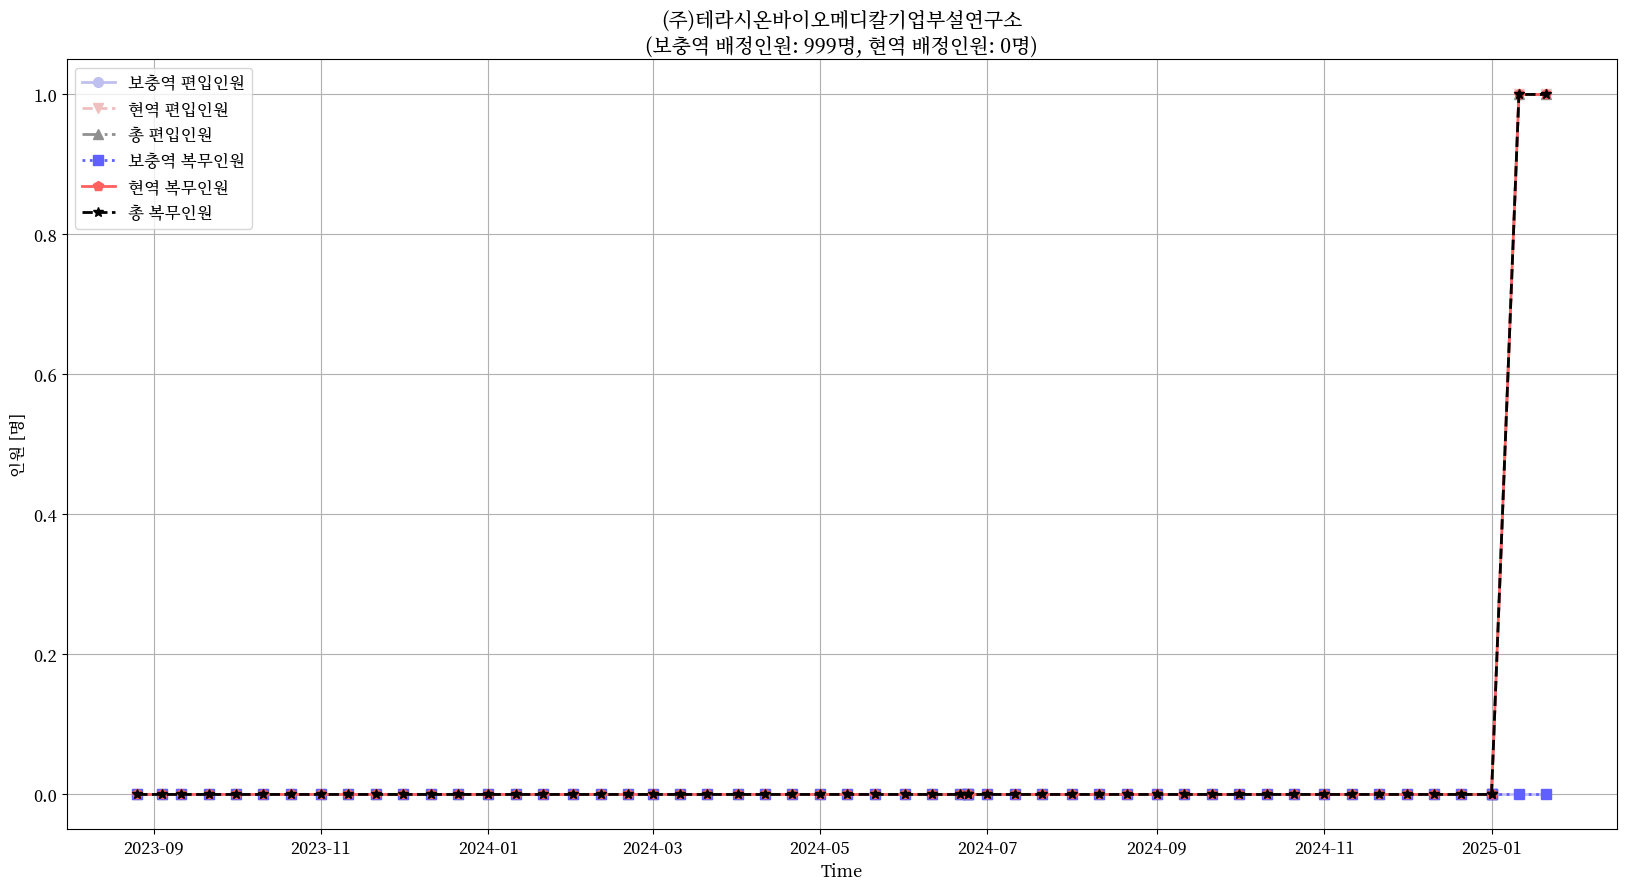 (주)테라시온바이오메디칼기업부설연구소
(보충역 배정인원: 999명, 현역 배정인원: 0명)
보충역 편입인원
현역 편입인원
총 편입인원
보충역 복무인원
현역 복무인원
총 복무인원
1.0
0.8
0.6
0.4
0.2
0.0
인원 [명]
2023-09
2023-11
2024-01
2024-03
2024-05
2024-07
2024-09
2024-11
2025-01
Time